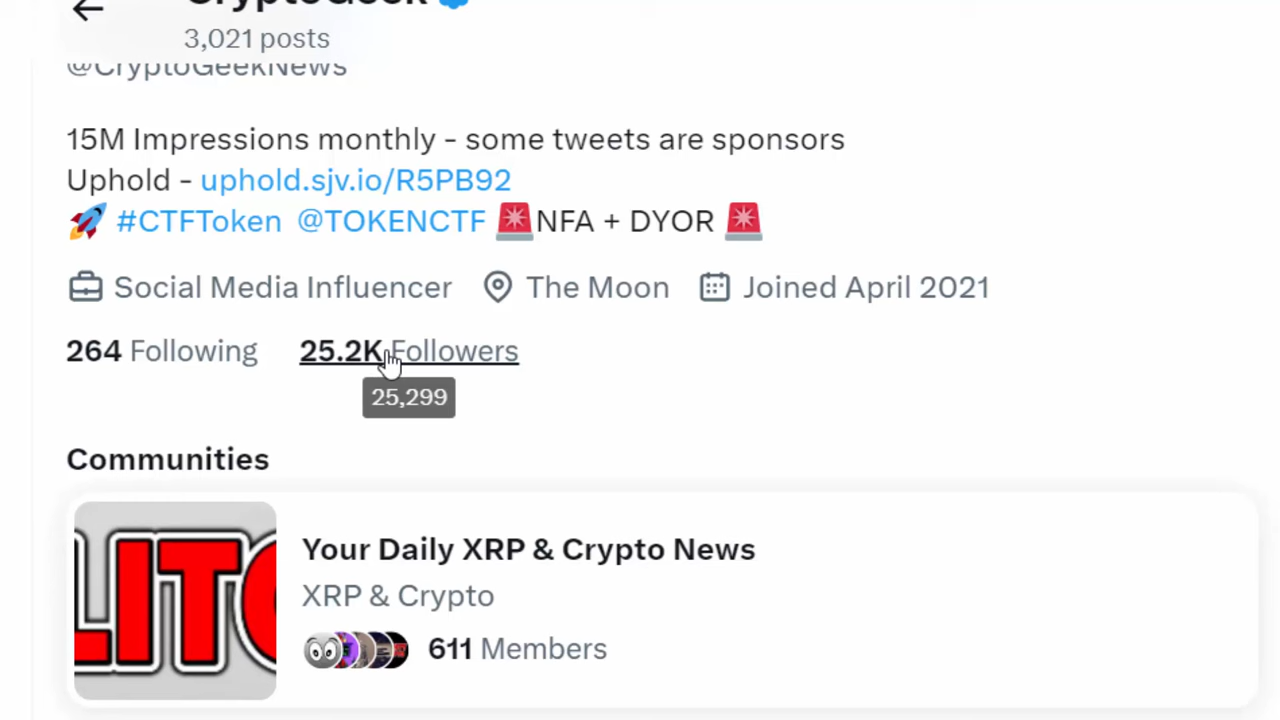 CryptoGeek
3,021 posts
@CryptoGeekNews
15M Impressions monthly - some tweets are sponsors
Uphold - uphold.sjv.io/R5PB92
🚀 #CTFToken @TOKENCTF 🚨NFA + DYOR 🚨
Social Media Influencer The Moon Joined April 2021
264 Following 25.2K Followers
25,299
Communities
Your Daily XRP & Crypto News
XRP & Crypto
611 Members